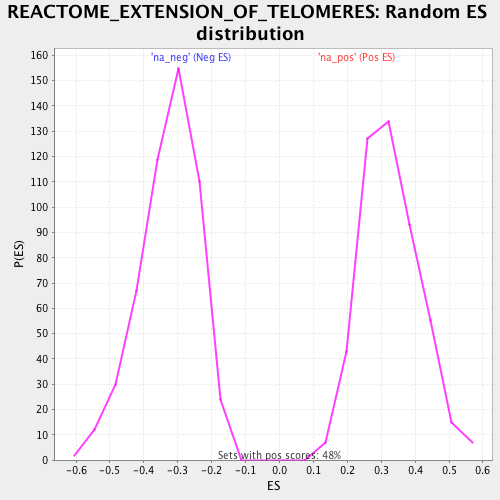 REACTOME_EXTENSION_OF_TELOMERES: Random ES
distribution
'na_neg' (Neg ES)
'na_pos' (Pos ES)
160
150
140
130
120
110
100
90
80
70
60
50
40
30
20
10
0
P(ES)
Sets with pos scores: 48%
-0.6 -0.5 -0.4 -0.3 -0.2 -0.1 0.0 0.1 0.2 0.3 0.4 0.5 0.6
ES